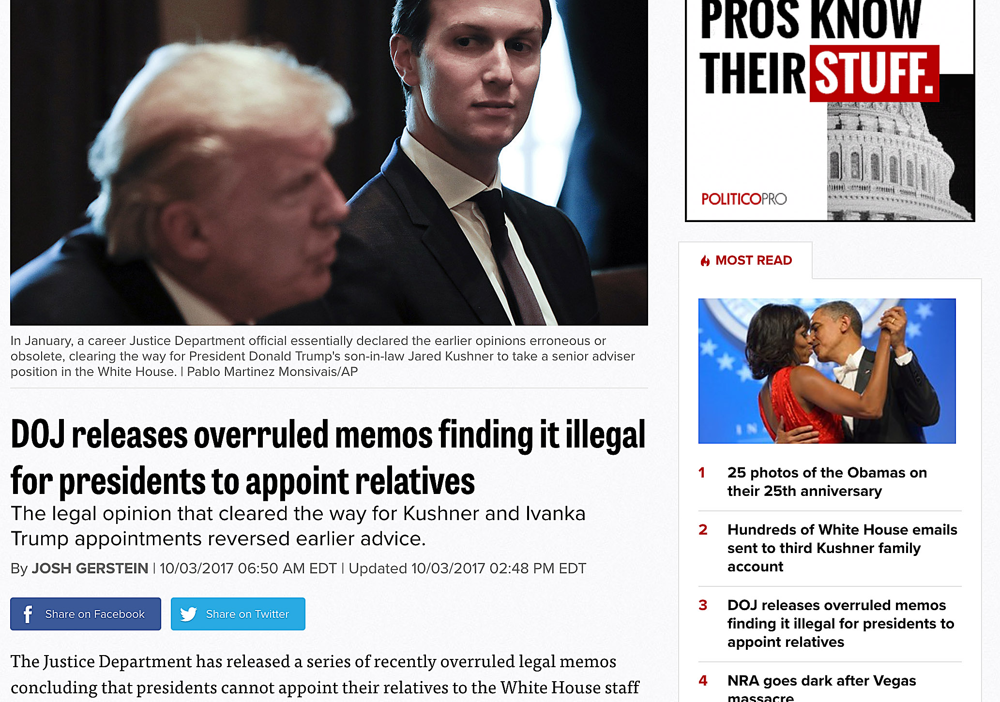 In January, a career Justice Department official essentially declared the earlier opinions erroneous or
obsolete, clearing the way for President Donald Trump's son-in-law Jared Kushner to take a senior adviser
position in the White House. | Pablo Martinez Monsivais/AP
DOJ releases overruled memos finding it illegal
for presidents to appoint relatives
The legal opinion that cleared the way for Kushner and Ivanka
Trump appointments reversed earlier advice.
By JOSH GERSTEIN | 10/03/2017 06:50 AM EDT | Updated 10/03/2017 02:48 PM EDT
f Share on Facebook
Share on Twitter
The Justice Department has released a series of recently overruled legal memos
concluding that presidents cannot appoint their relatives to the White House staff
PROS KNOW
THEIR STUFF.
POLITICOPRO
MOST READ
IN
1 25 photos of the Obamas on
their 25th anniversary
2 Hundreds of White House emails
sent to third Kushner family
account
3 DOJ releases overruled memos
finding it illegal for presidents to
appoint relatives
4 NRA goes dark after Vegas
massacre